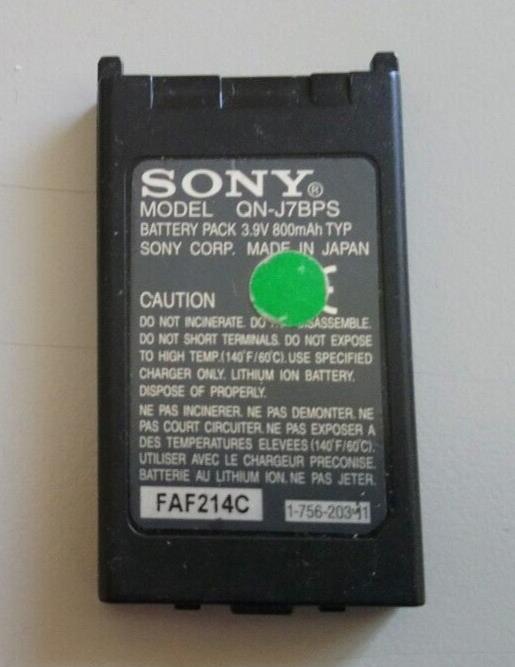 SONY®
MODEL QN-J7BPS
BATTERY PACK 3.9V 800mAh TYP
SONY CORP. MADE IN JAPAN
CAUTION
DO NOT INCINERATE. DO DISASSEMBLE.
DO NOT SHORT TERMINALS. DO NOT EXPOSE
TO HIGH TEMP.(140°F/60°C). USE SPECIFIED
CHARGER ONLY. LITHIUM ION BATTERY.
DISPOSE OF PROPERLY.
NE PAS INCINERER. NE PAS DEMONTER. NE
PAS COURT CIRCUITER. NE PAS EXPOSER A
DES TEMPERATURES ELEVEES (140°F/60°C).
UTILISER AVEC LE CHARGEUR PRECONISE.
BATTERIE AU LITHIUM ION. NE PAS JETER.
FAF214C
1-756-203-11